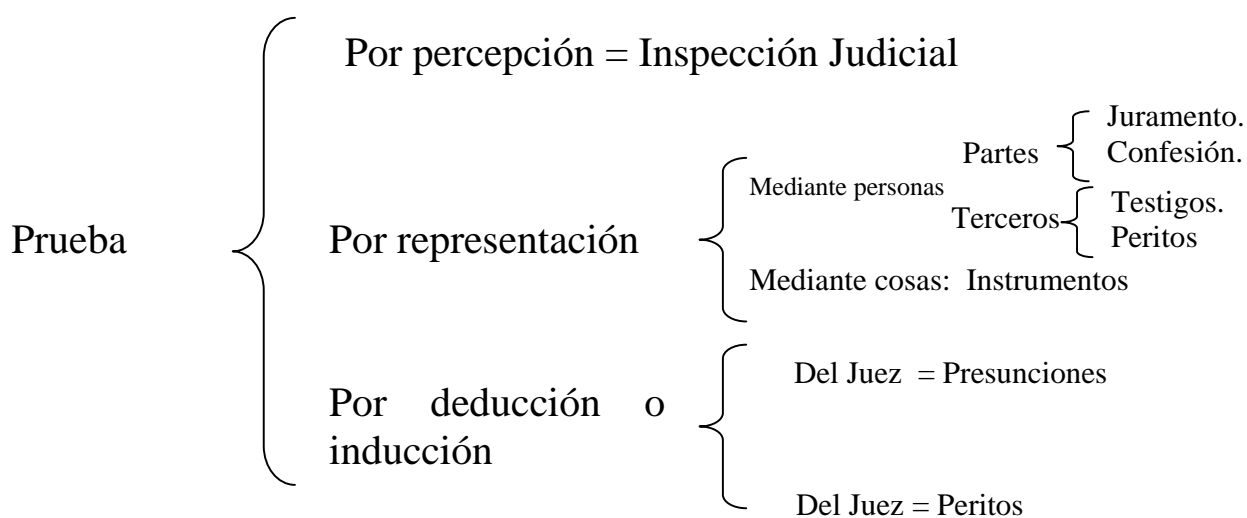 Por percepción = Inspección Judicial
Juramento.
Partes
Confesión.
Mediante personas
Testigos.
Terceros
Prueba
Por representación
Peritos
Mediante cosas: Instrumentos
Del Juez = Presunciones
Por deducción o
inducción
Del Juez = Peritos